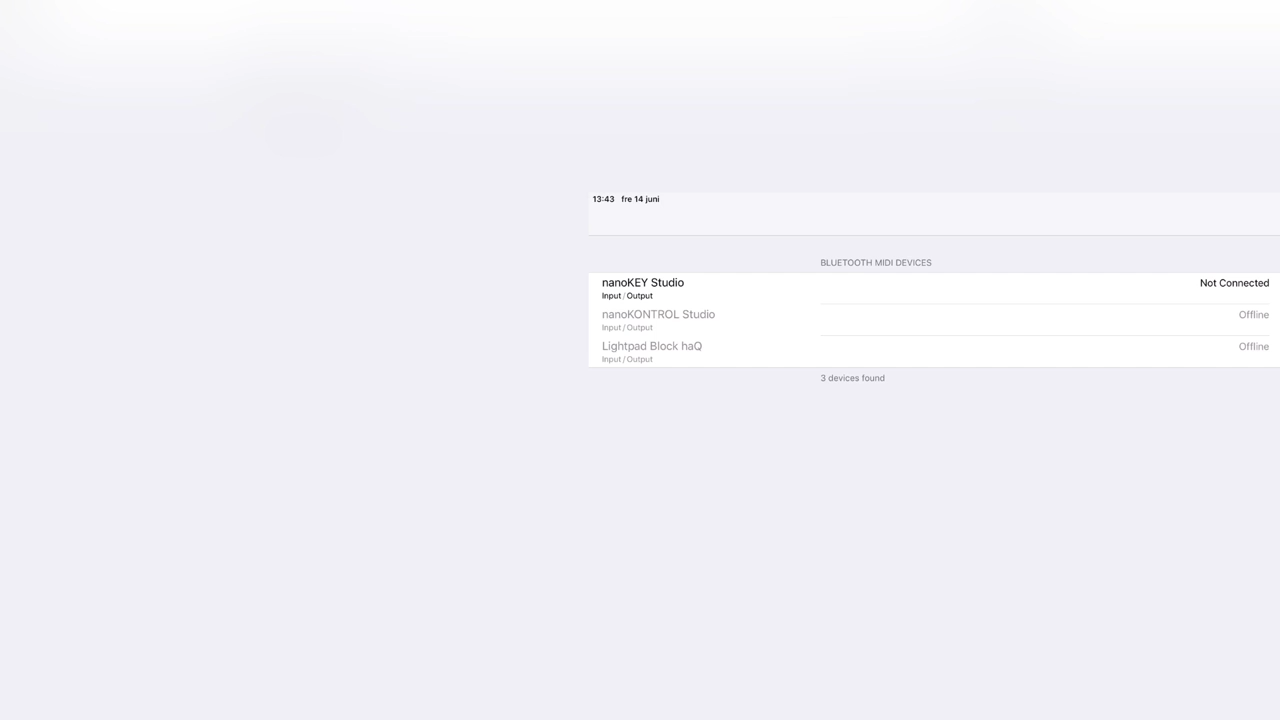 13:43 fre 14 juni
BLUETOOTH MIDI DEVICES
nanoKEY Studio Not Connected
Input / Output
nanoKONTROL Studio Offline
Input / Output
Lightpad Block haQ Offline
Input / Output
3 devices found